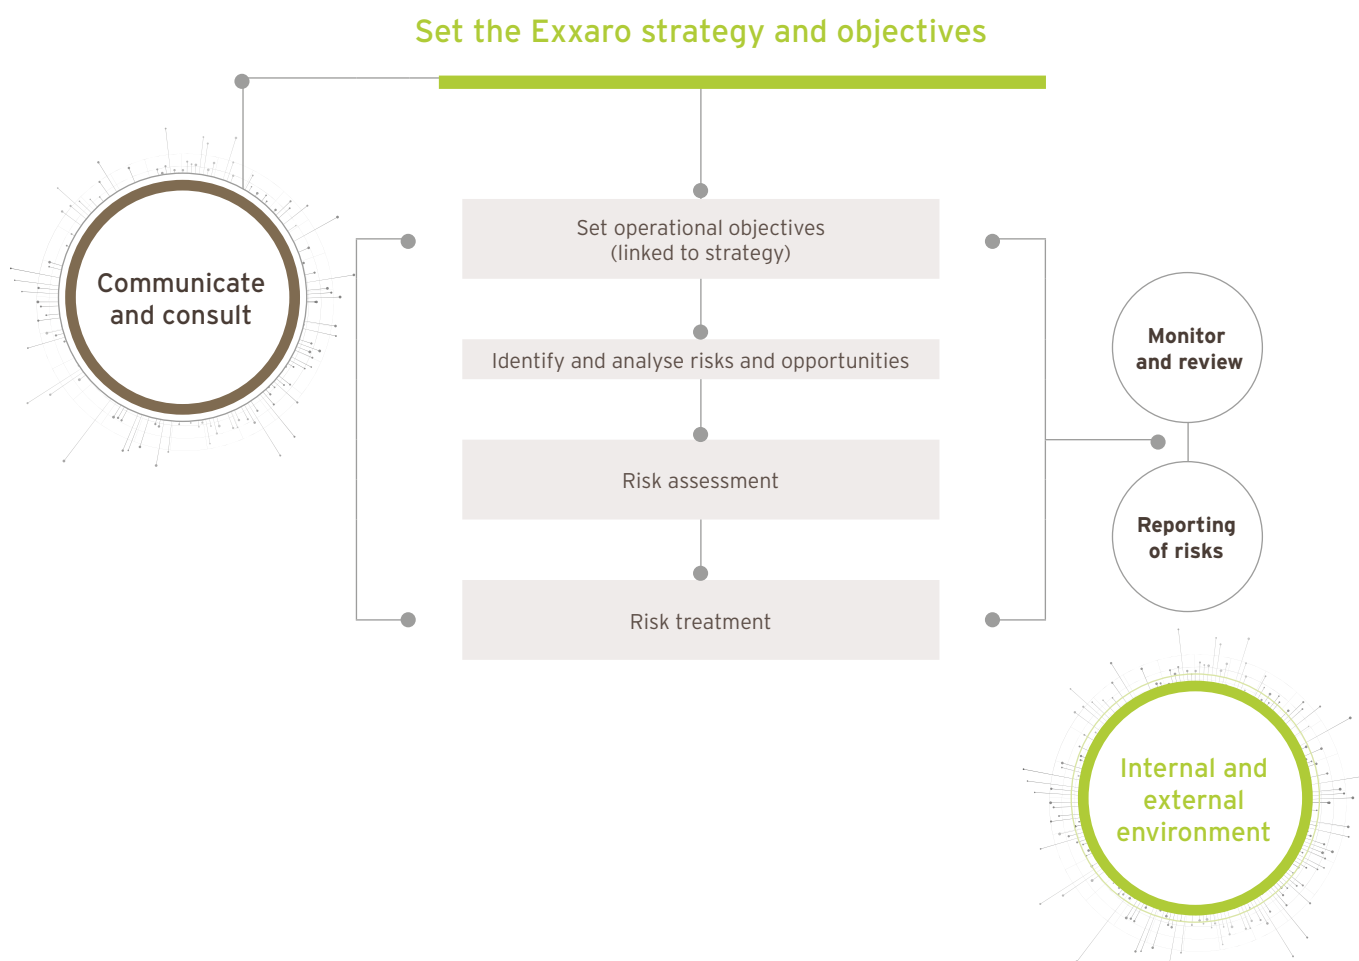 Set the Exxaro strategy and objectives
Communicate
and consult
Set operational objectives
(linked to strategy)
Identify and analyse risks and opportunities
Risk assessment
Risk treatment
Monitor
and review
Reporting
of risks
Internal and
external
environment